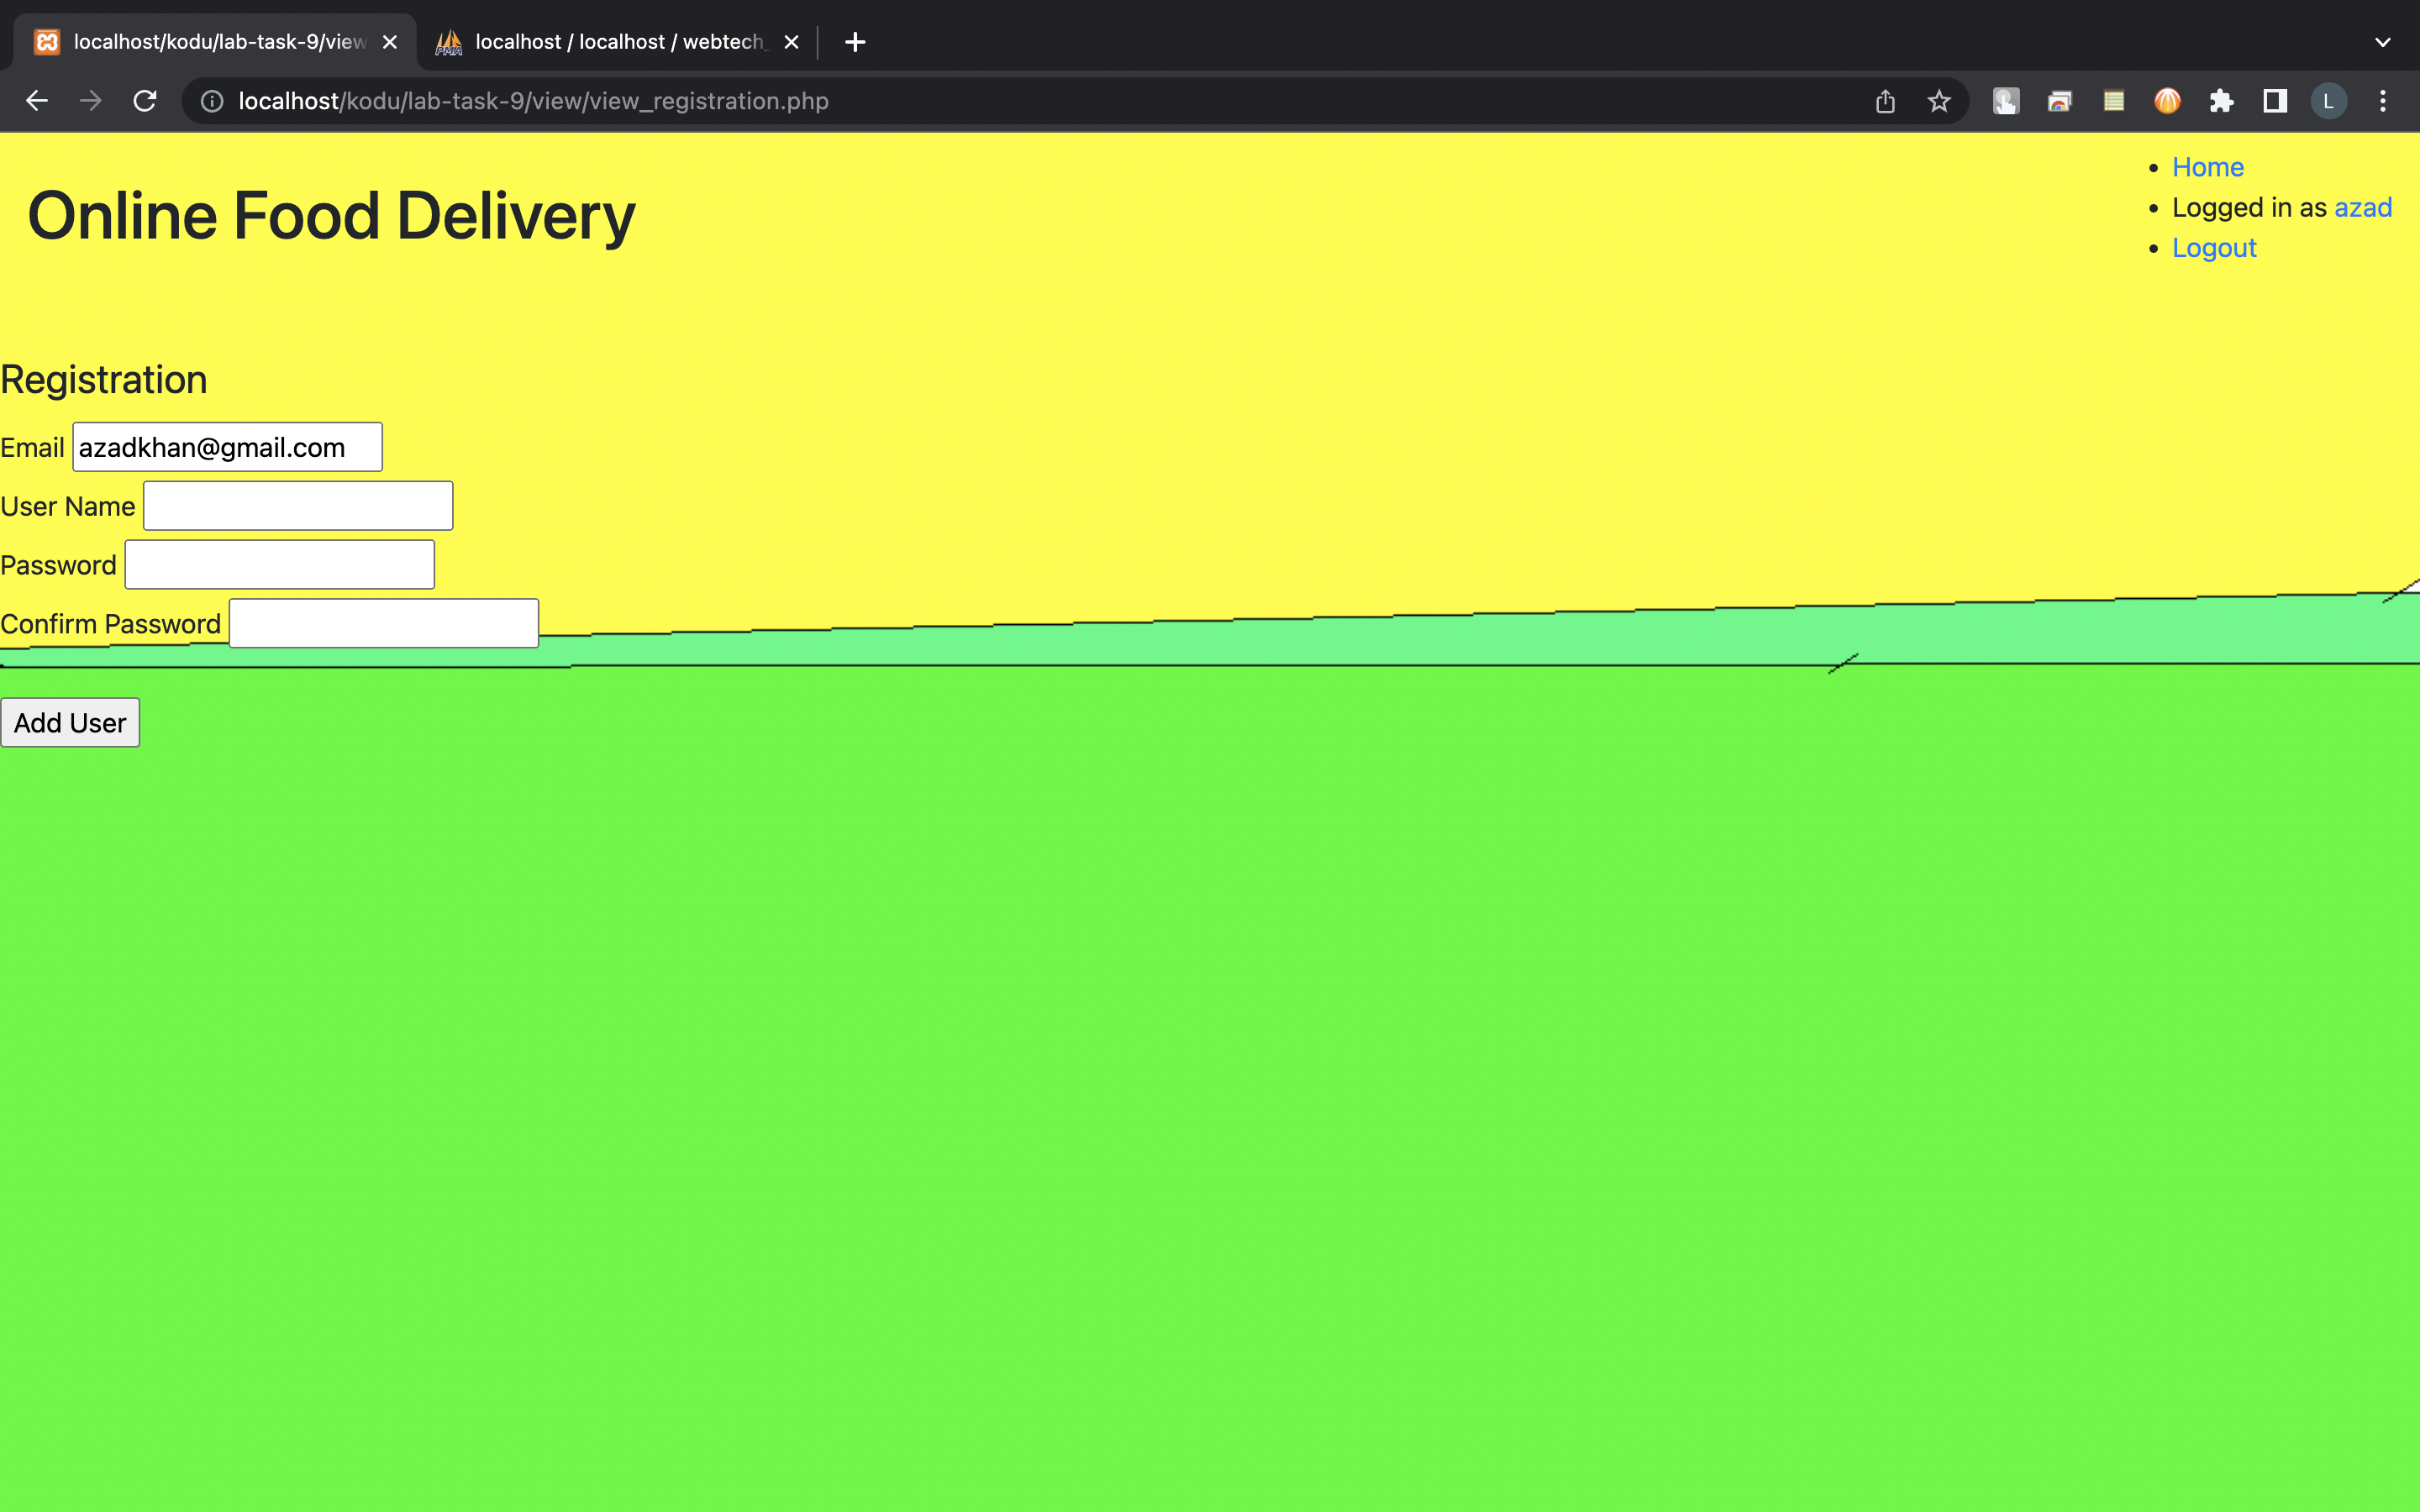 localhost/kodu/lab-task-9/view
localhost / localhost / webtech_
localhost/kodu/lab-task-9/view/view_registration.php
L
Online Food Delivery
Home
Logged in as azad
Logout
Registration
Email azadkhan@gmail.com
User Name
Password
Confirm Password
Add User